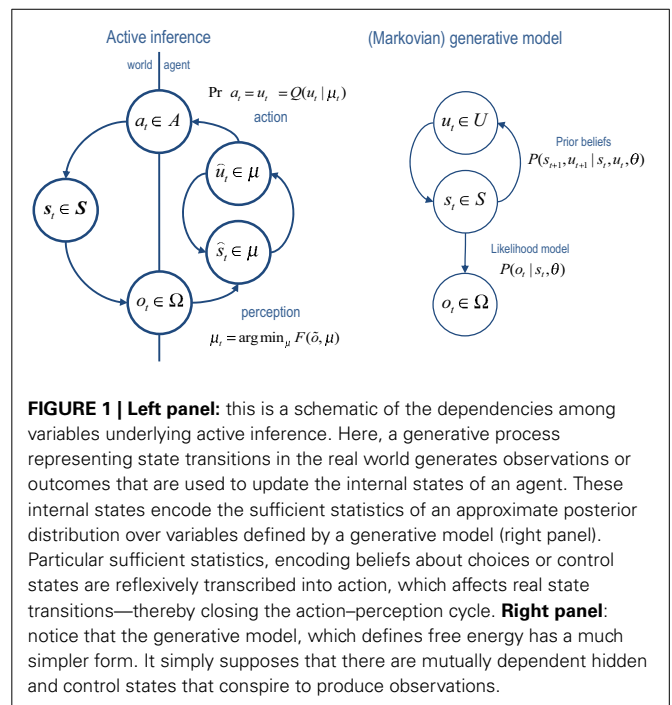 Active inference
(Markovian) generative model
world agent
Pr a_t = u_t = Q(u_t | μ_t)
action
a_t ∈ A
û_t ∈ μ
s_t ∈ S
ŝ_t ∈ μ
o_t ∈ Ω
perception
μ_t = arg min_μ F(õ, μ)
u_t ∈ U
Prior beliefs
P(s_{t+1}, u_{t+1} | s_t, u_t, θ)
s_t ∈ S
Likelihood model
P(o_t | s_t, θ)
o_t ∈ Ω
FIGURE 1 | Left panel: this is a schematic of the dependencies among
variables underlying active inference. Here, a generative process
representing state transitions in the real world generates observations or
outcomes that are used to update the internal states of an agent. These
internal states encode the sufficient statistics of an approximate posterior
distribution over variables defined by a generative model (right panel).
Particular sufficient statistics, encoding beliefs about choices or control
states are reflexively transcribed into action, which affects real state
transitions—thereby closing the action–perception cycle. Right panel:
notice that the generative model, which defines free energy has a much
simpler form. It simply supposes that there are mutually dependent hidden
and control states that conspire to produce observations.